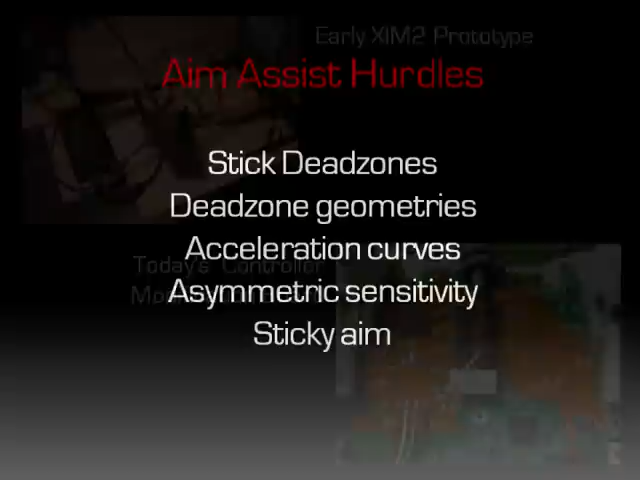 Early XIM2 Prototype
Aim Assist Hurdles
Stick Deadzones
Deadzone geometries
Acceleration curves
Today's Controller
Asymmetric sensitivity
Sticky aim